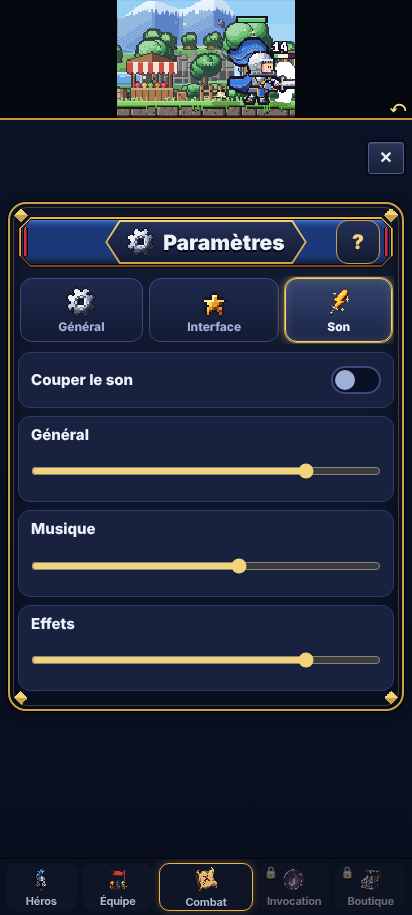 14
×
Paramètres
?
Général
Interface
Son
Couper le son
Général
Musique
Effets
Héros
Équipe
Combat
Invocation
Boutique